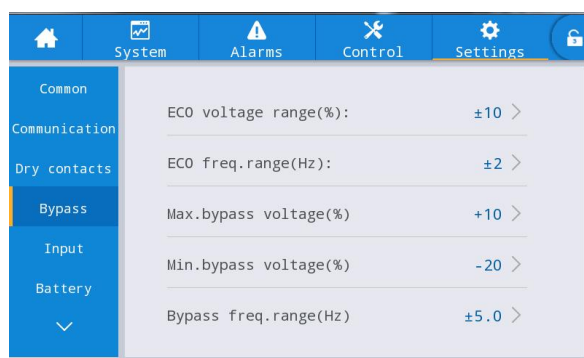 System Alarms Control Settings
Common
Communication
Dry contacts
Bypass
Input
Battery
ECO voltage range(%): ±10
ECO freq.range(Hz): ±2
Max.bypass voltage(%) +10
Min.bypass voltage(%) -20
Bypass freq.range(Hz) ±5.0